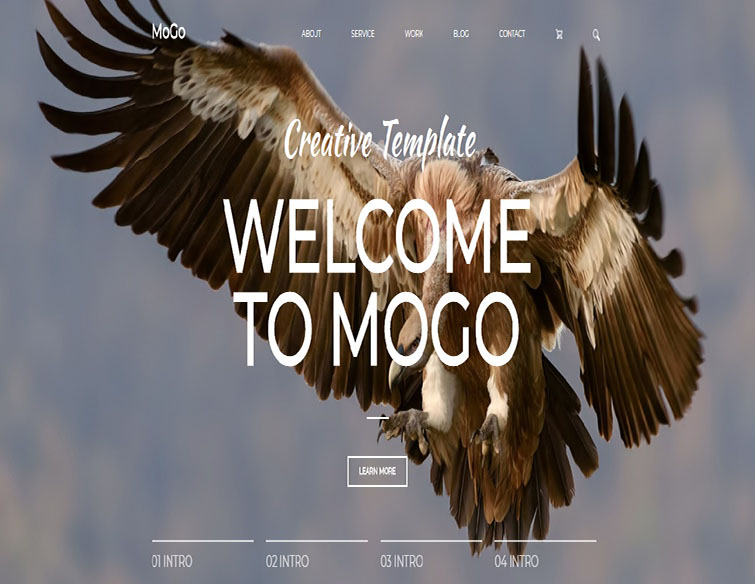 MoGo
ABOUT SERVICE WORK BLOG CONTACT
Creative Template
WELCOME
TO MOGO
LEARN MORE
01 INTRO 02 INTRO 03 INTRO 04 INTRO